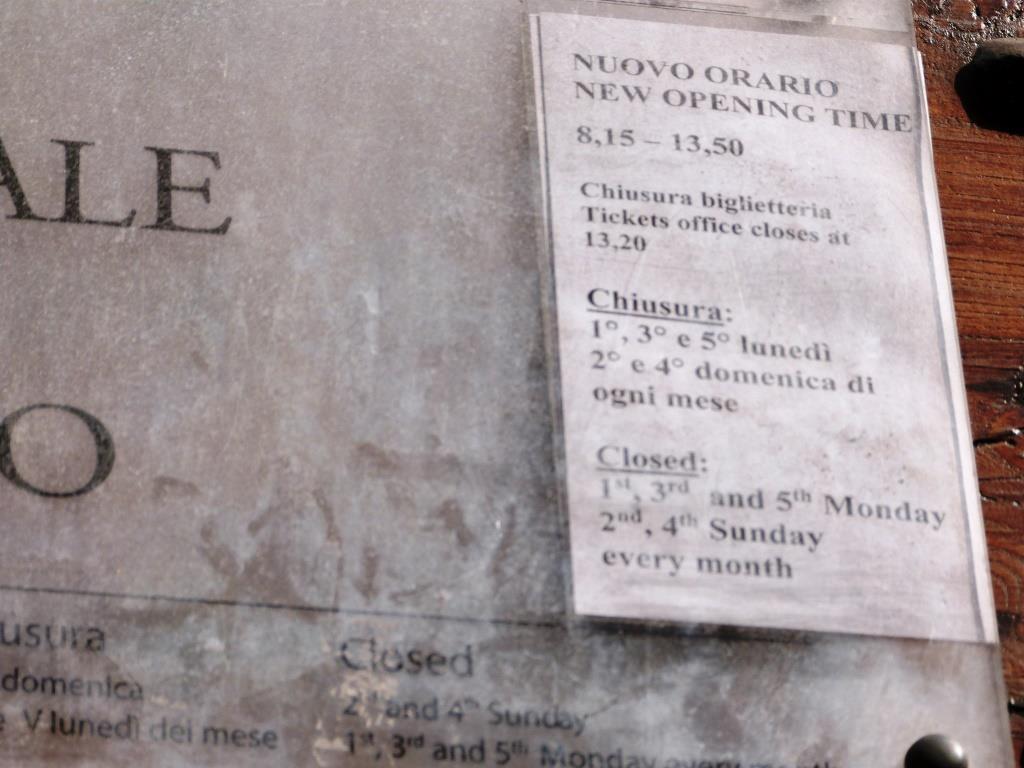 ALE
O
NUOVO ORARIO
NEW OPENING TIME
8,15 – 13,50
Chiusura biglietteria
Tickets office closes at
13,20
Chiusura:
1°, 3° e 5° lunedì
2° e 4° domenica di
ogni mese
Closed:
1st, 3rd and 5th Monday
2nd, 4th Sunday
every month
usura
domenica
e V lunedì dei mese
Closed
2nd and 4th Sunday
1st, 3rd and 5th Monday every month